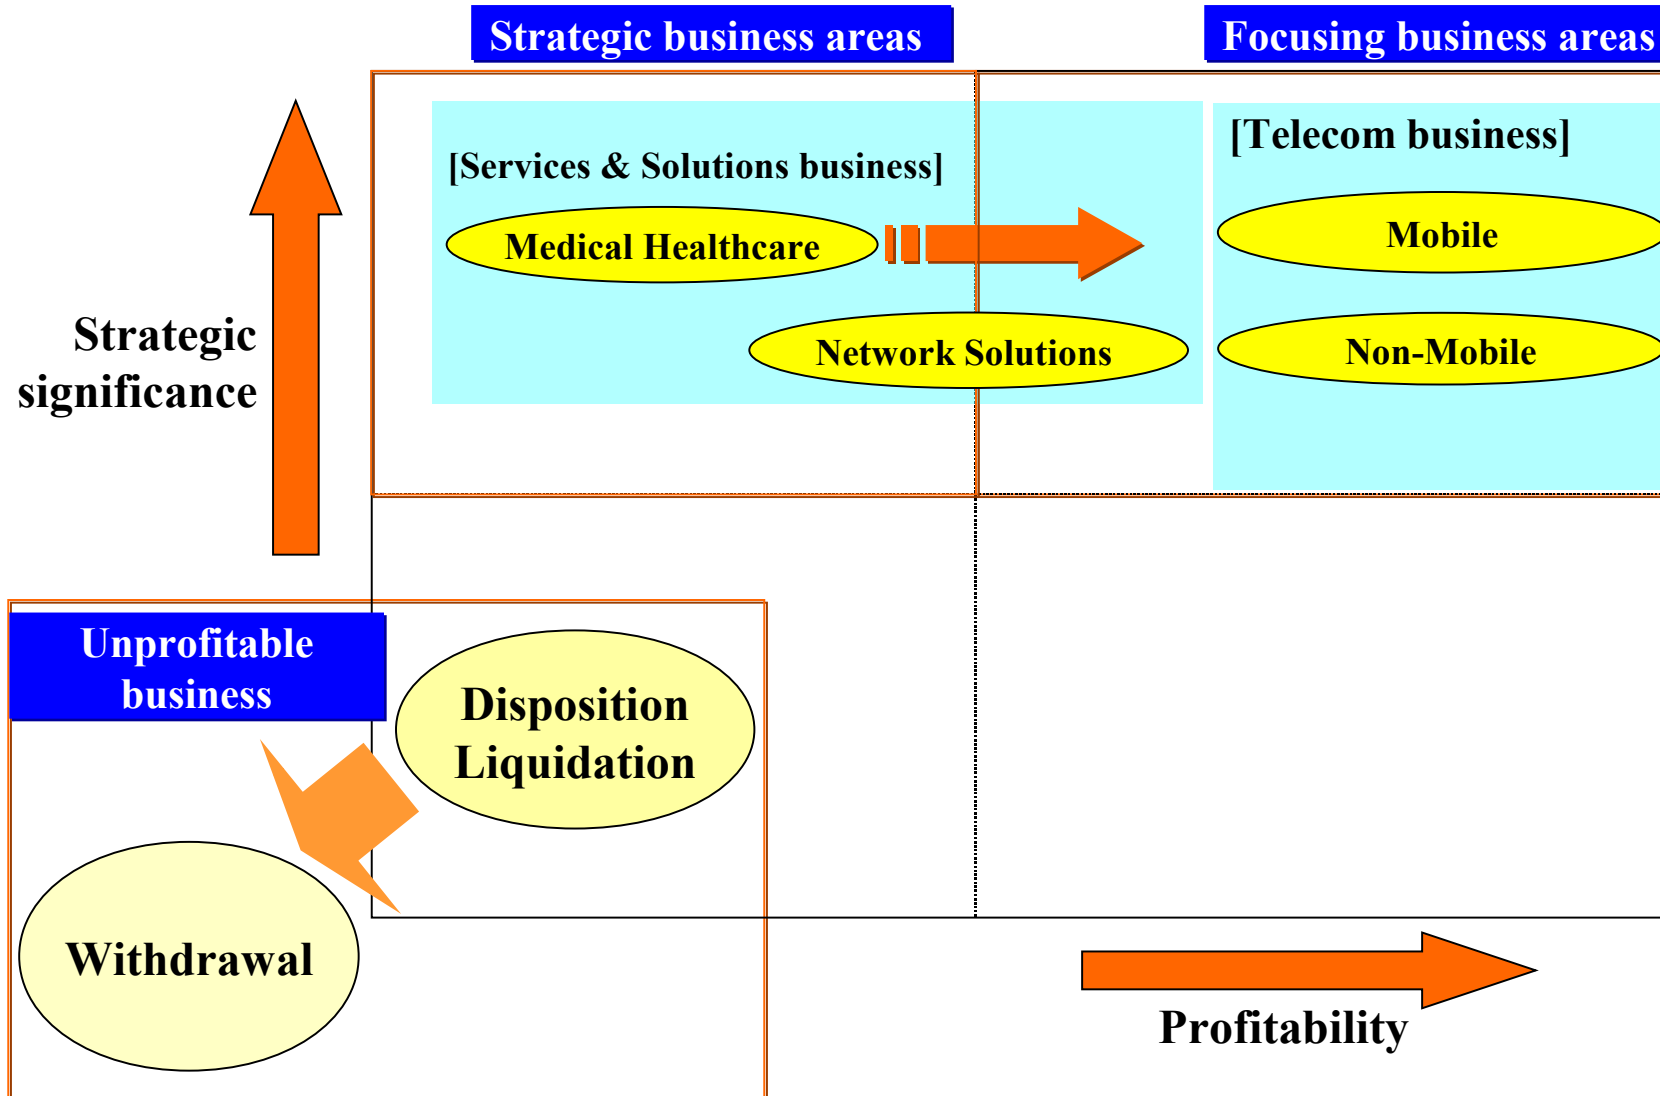 Strategic business areas
Focusing business areas
[Services & Solutions business]
[Telecom business]
Medical Healthcare
Mobile
Network Solutions
Non-Mobile
Strategic
significance
Unprofitable
business
Disposition
Liquidation
Withdrawal
Profitability